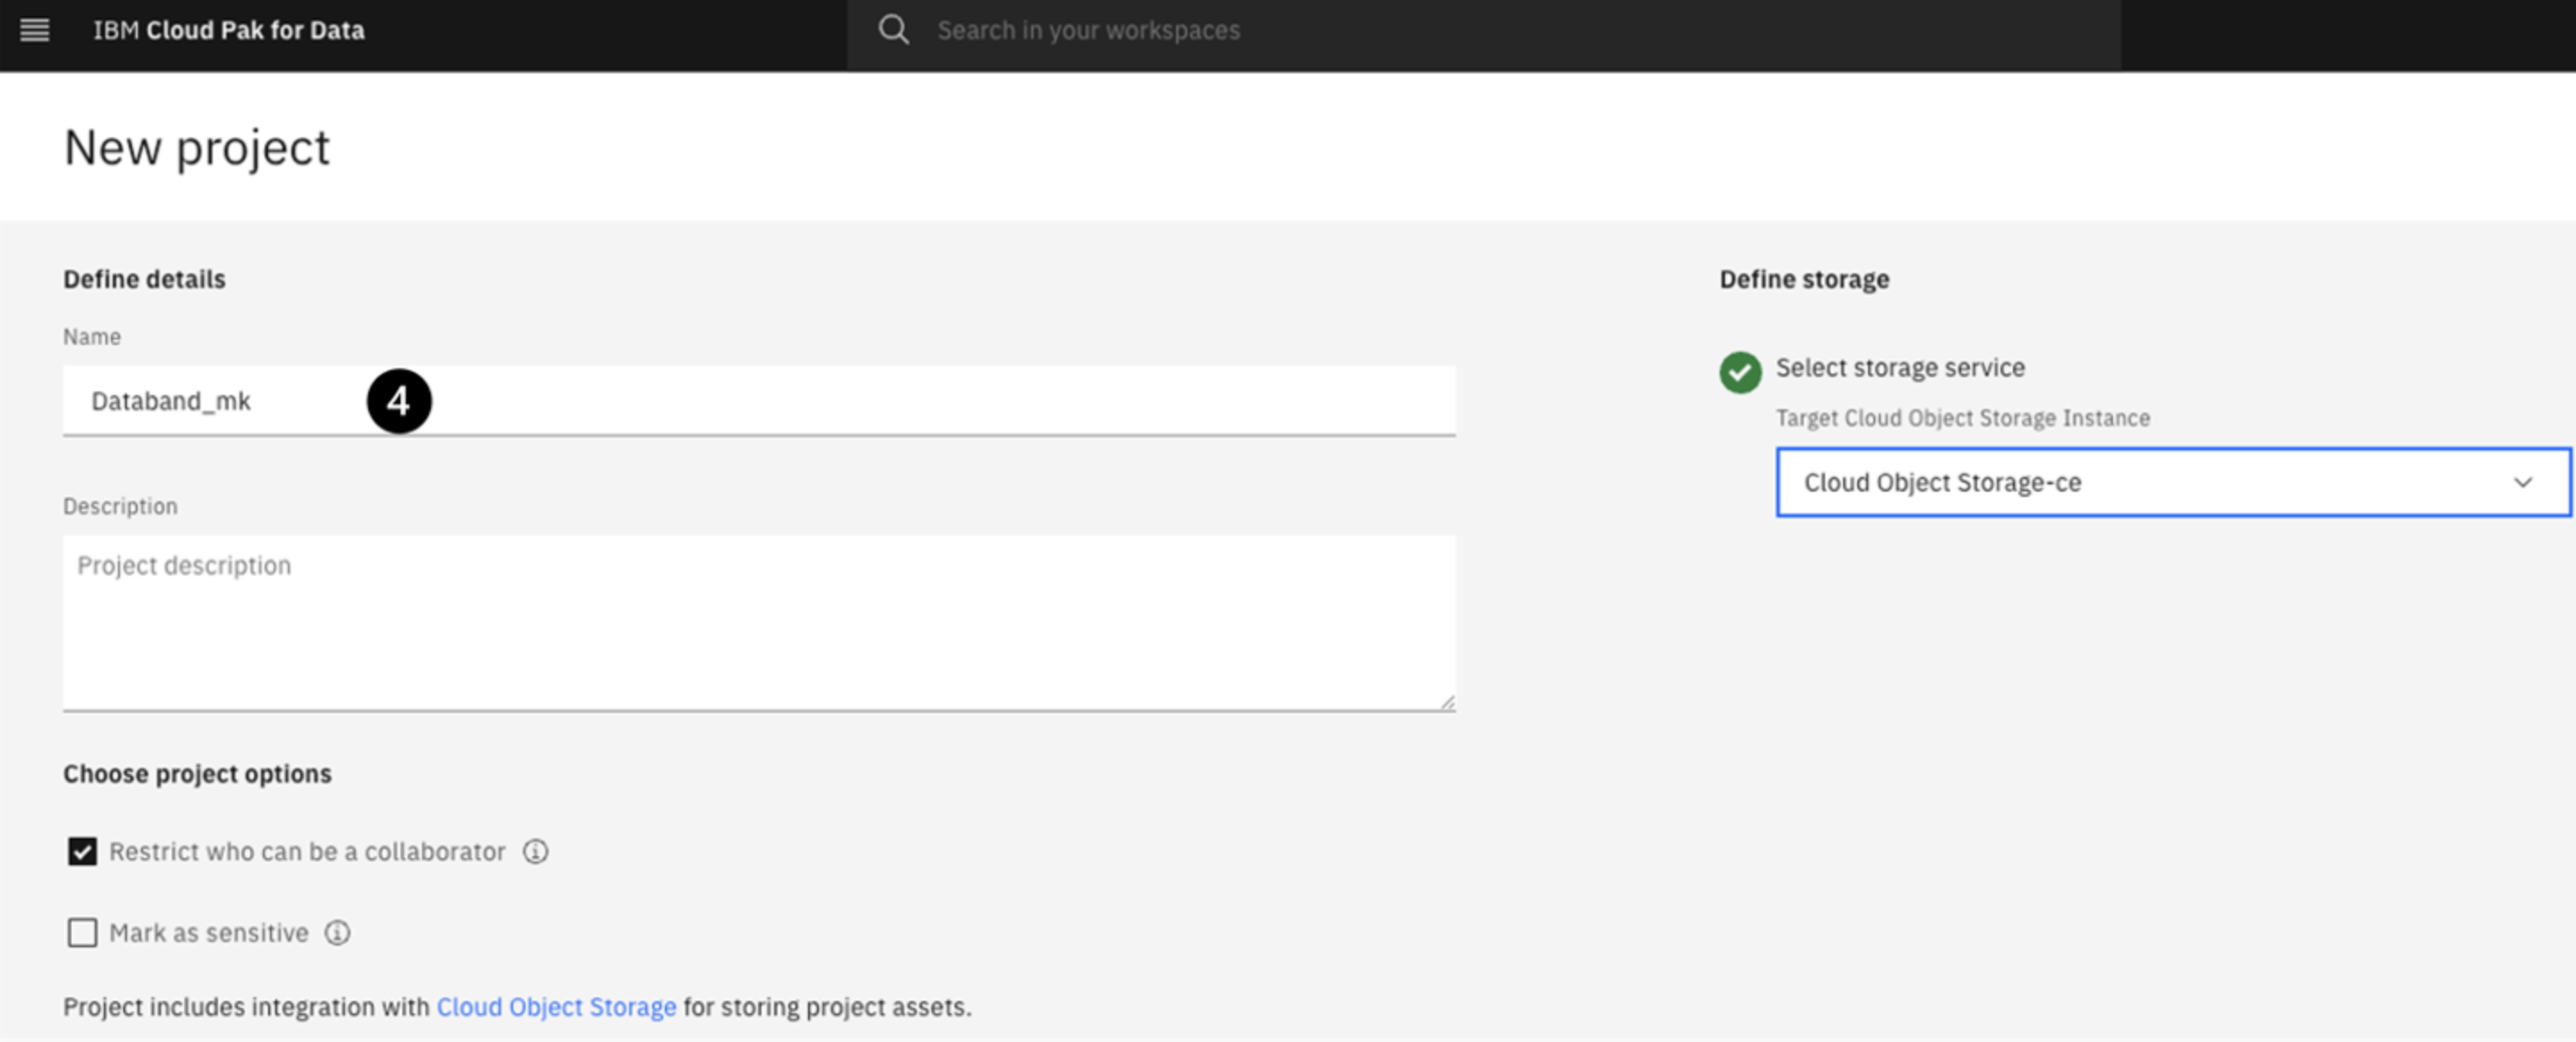 IBM Cloud Pak for Data
Search in your workspaces
New project
Define details
Name
Databand_mk
4
Description
Project description
Choose project options
Restrict who can be a collaborator
Mark as sensitive
Project includes integration with Cloud Object Storage for storing project assets.
Define storage
Select storage service
Target Cloud Object Storage Instance
Cloud Object Storage-ce